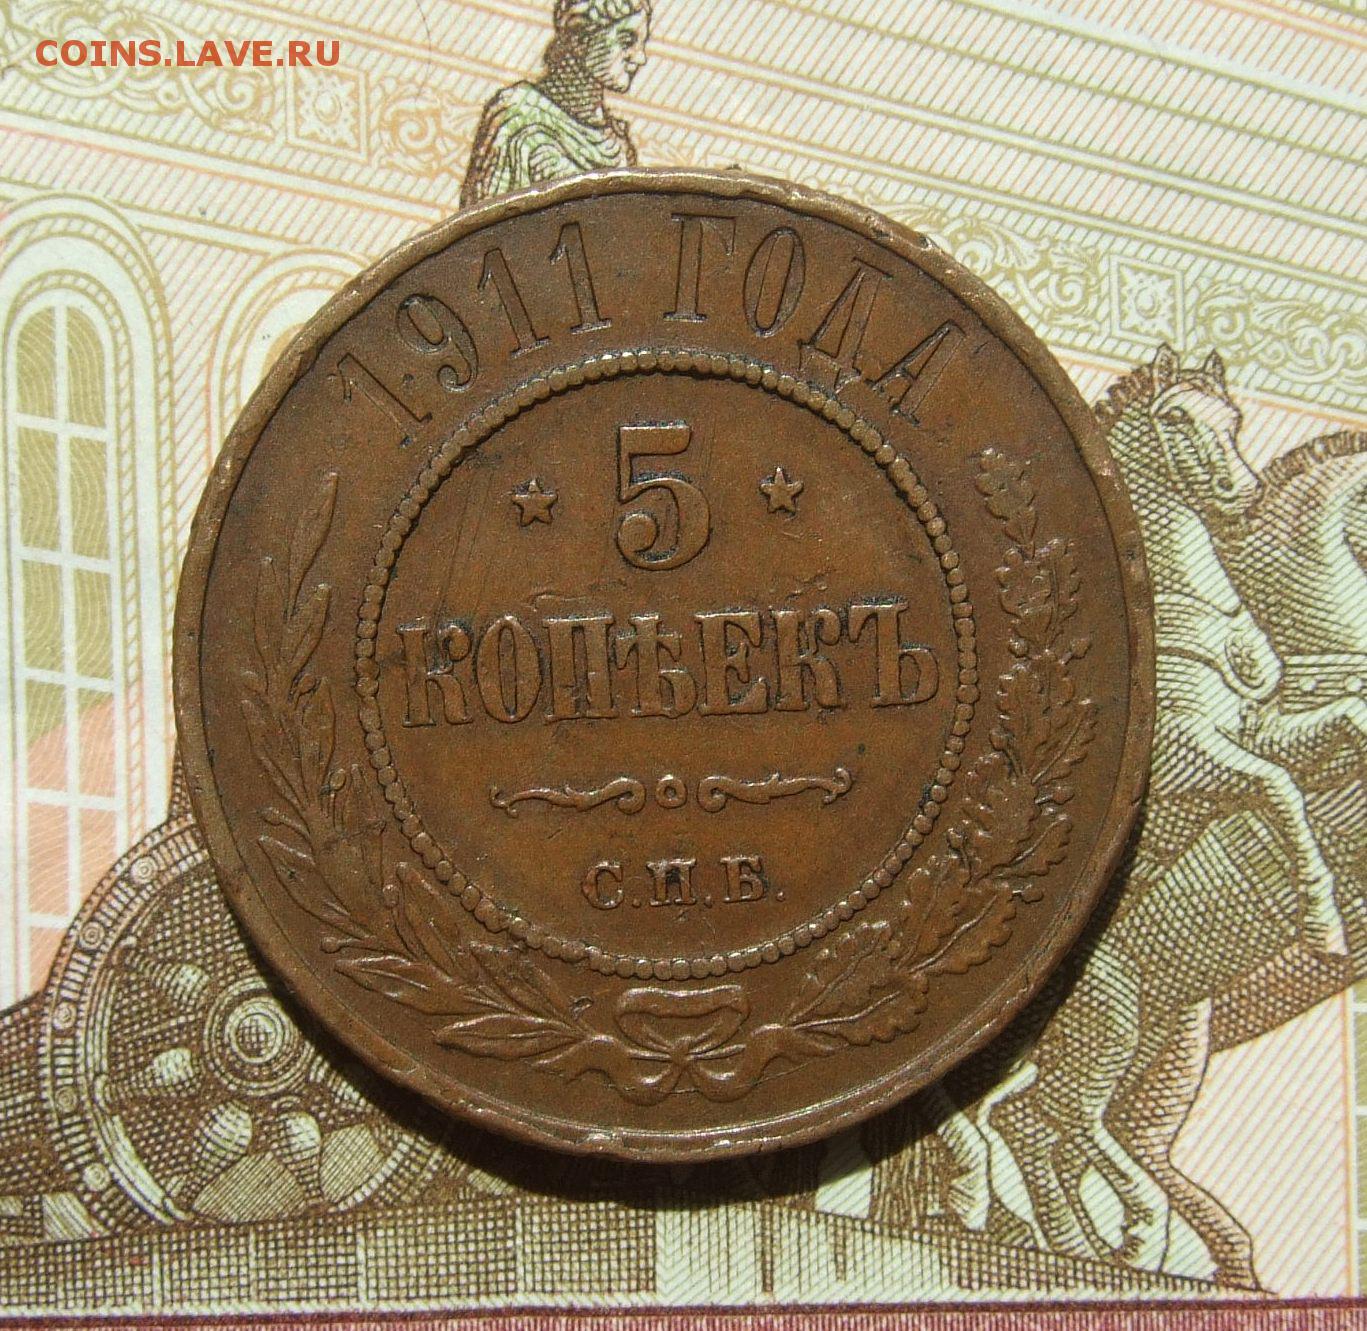 COINS.LAVE.RU
1911 ГОДА
5
КОПѢЕКЪ
С.П.Б.